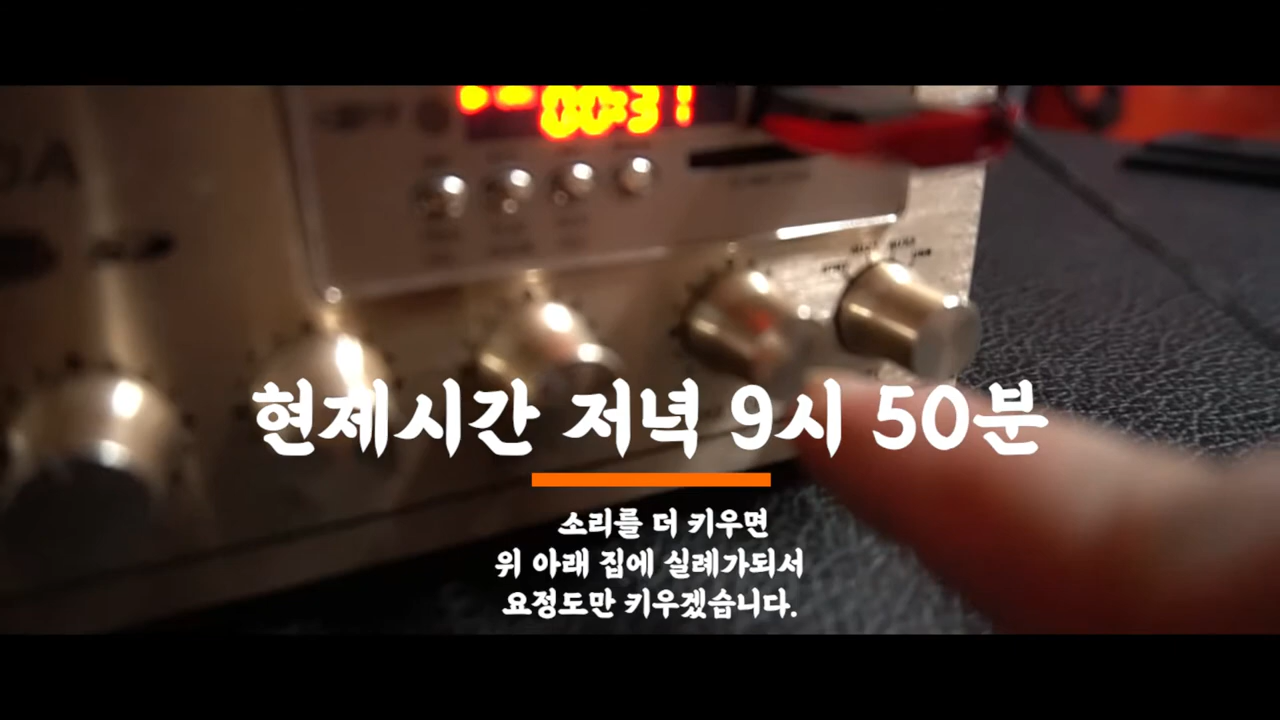 00:31
현제시간 저녁 9시 50분
소리를 더 키우면
위 아래 집에 실례가되서
요정도만 키우겠습니다.